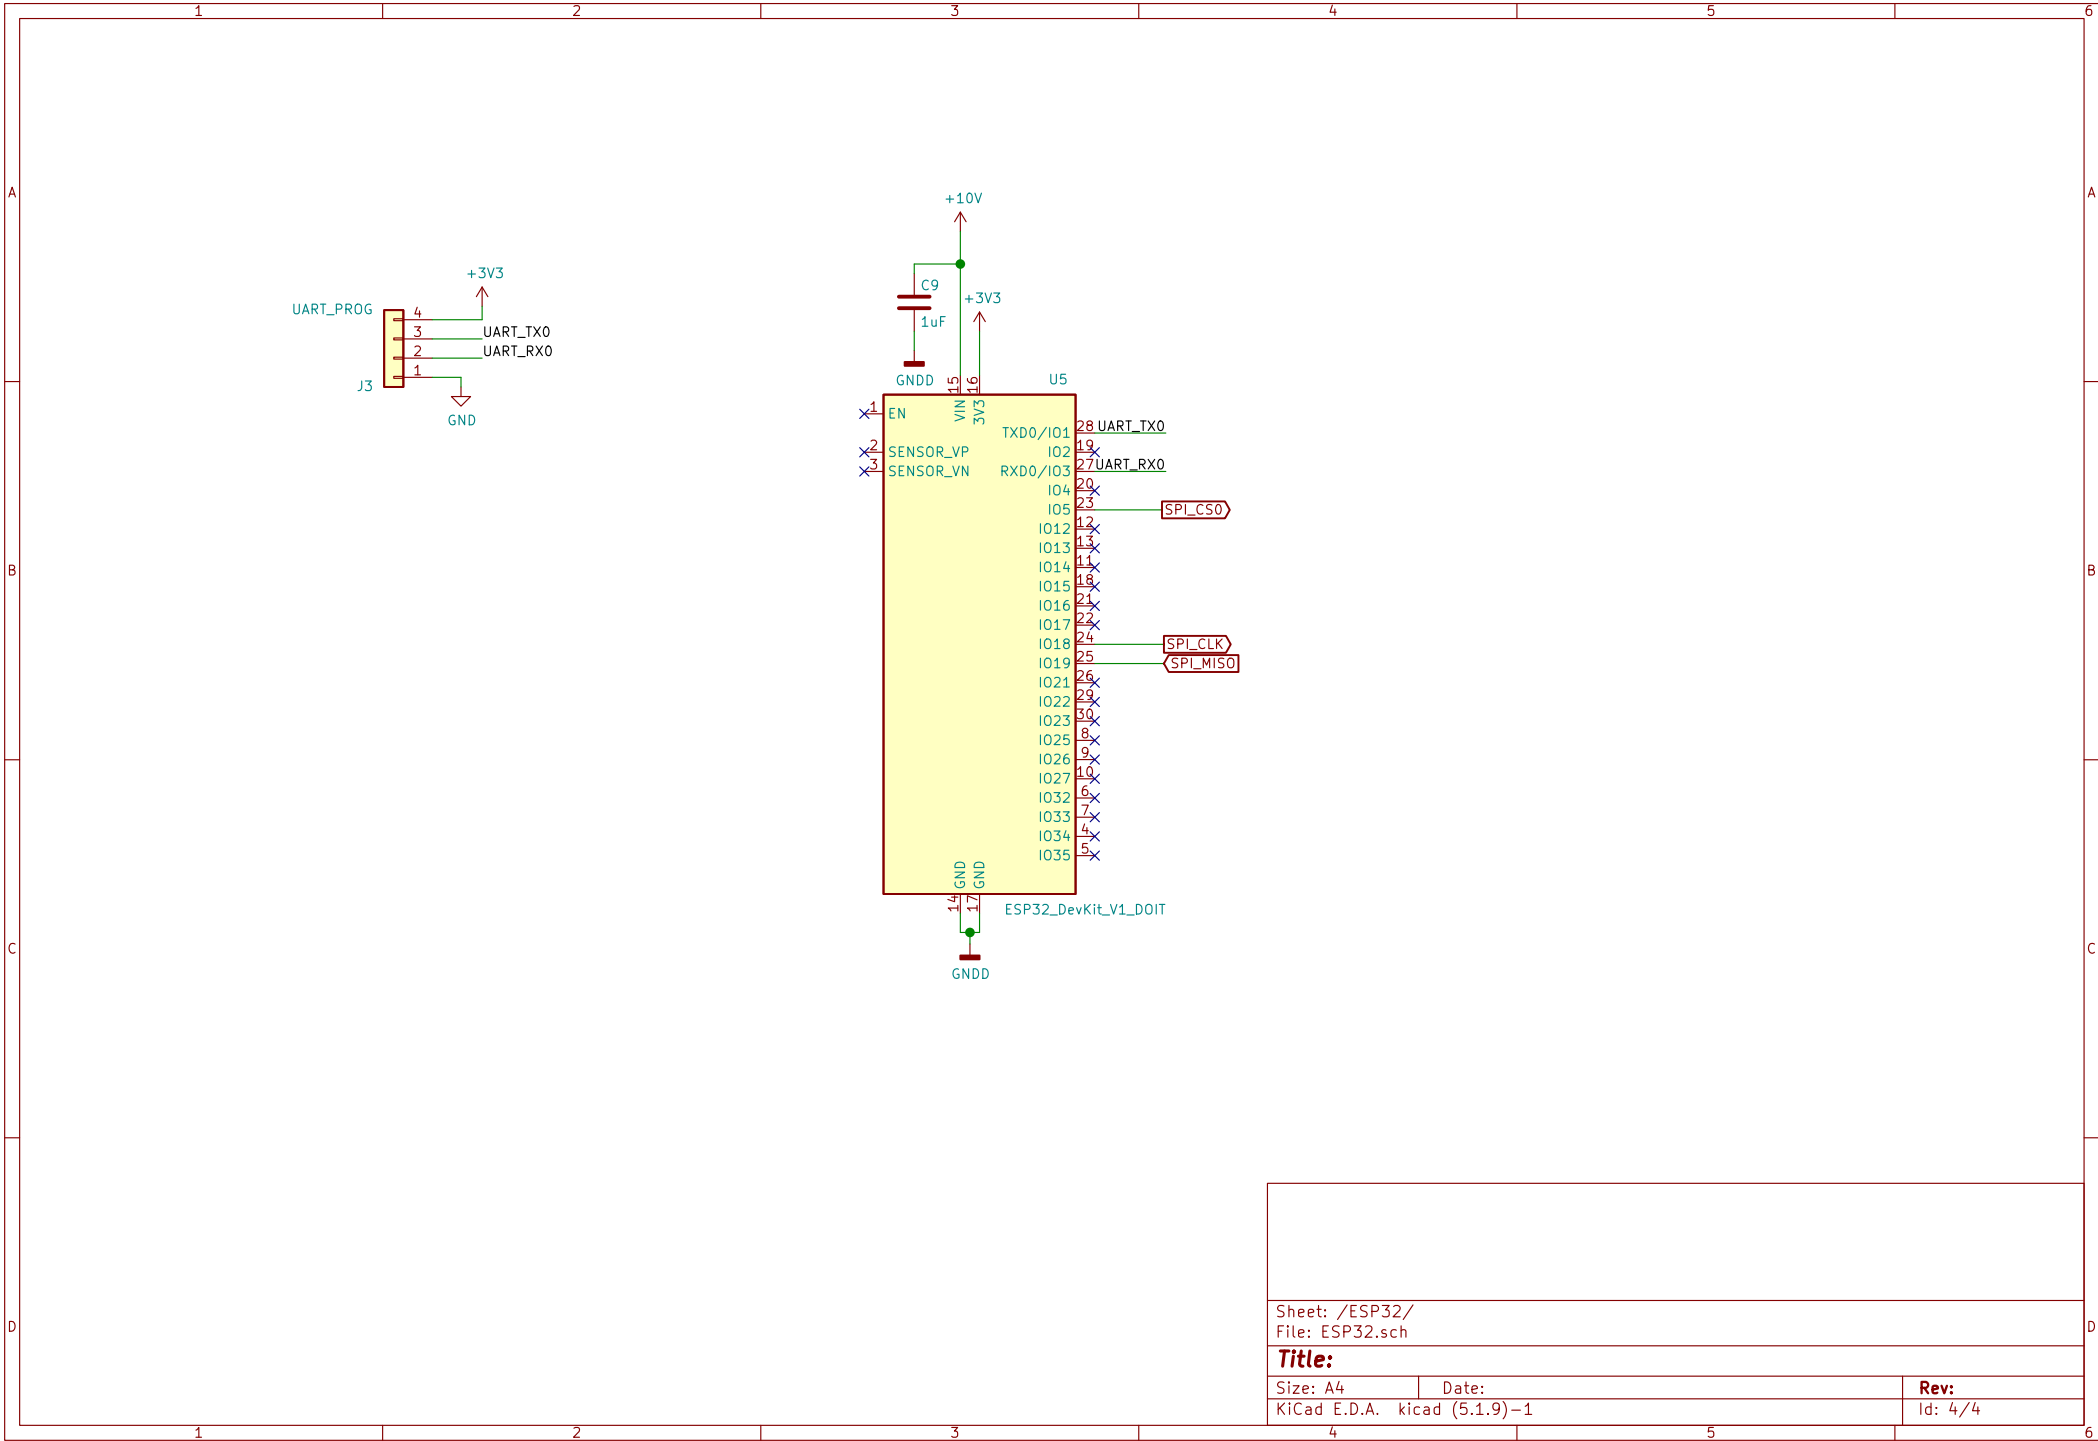 1 2 3 4 5 6
A A
+10V
+3V3
C9
+3V3
1uF
UART_PROG
4
3 UART_TX0
2 UART_RX0
1
J3
GND
GNDD
15 16
U5
VIN 3V3
1 EN
TXD0/IO1 28 UART_TX0
2 SENSOR_VP
IO2 19
3 SENSOR_VN
RXD0/IO3 27 UART_RX0
IO4 20
IO5 23 SPI_CS0
IO12 12
IO13 13
IO14 11
B B
IO15 18
IO16 21
IO17 22
IO18 24 SPI_CLK
IO19 25 SPI_MISO
IO21 26
IO22 29
IO23 30
IO25 8
IO26 9
IO27 10
IO32 6
IO33 7
IO34 4
IO35 5
GND GND
14 17
ESP32_DevKit_V1_DOIT
GNDD
C C
D D
Sheet: /ESP32/
File: ESP32.sch
Title:
Size: A4 Date: Rev:
KiCad E.D.A. kicad (5.1.9)-1 Id: 4/4
1 2 3 4 5 6